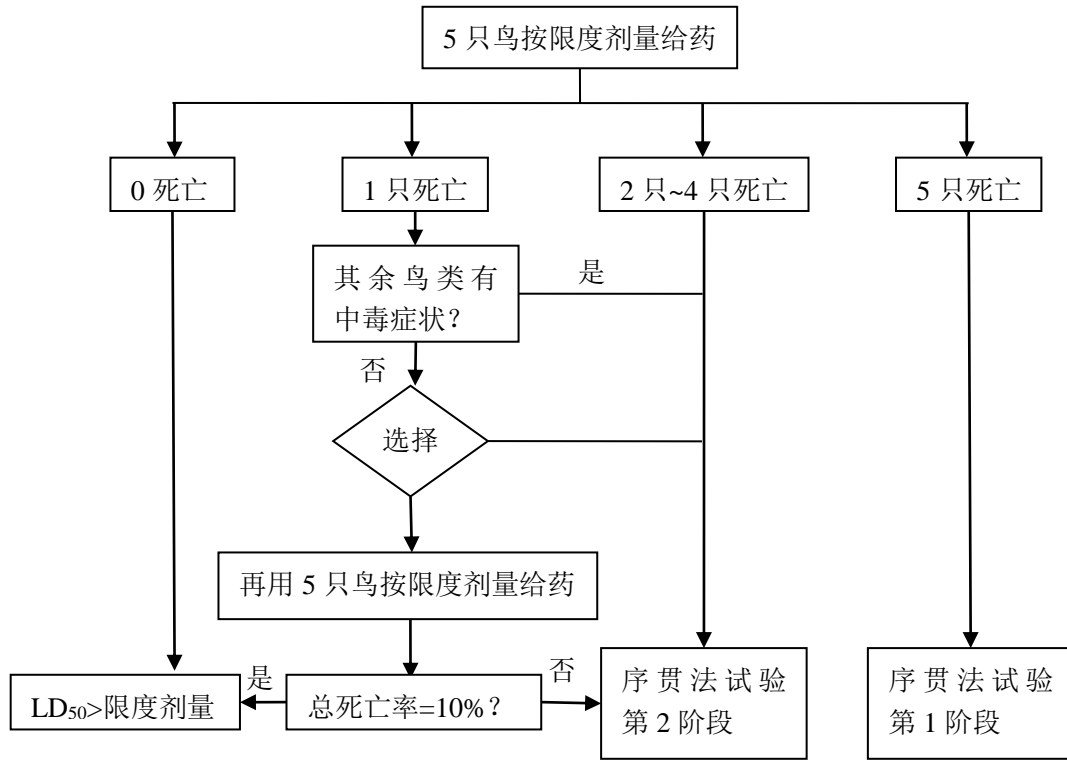 5 只鸟按限度剂量给药
0 死亡
1 只死亡
2 只~4 只死亡
5 只死亡
其余鸟类有
中毒症状？
是
否
选择
再用 5 只鸟按限度剂量给药
LD₅₀>限度剂量
是
总死亡率=10%？
否
序贯法试验
第 2 阶段
序贯法试验
第 1 阶段